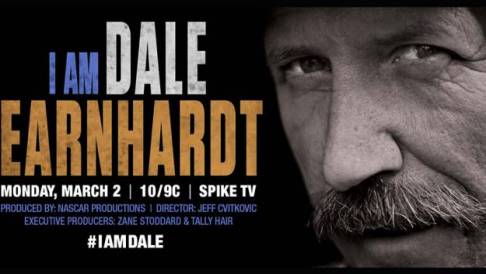 I AM DALE
EARNHARDT
MONDAY, MARCH 2 | 10/9C | SPIKE TV
PRODUCED BY: NASCAR PRODUCTIONS | DIRECTOR: JEFF CVITKOVIC
EXECUTIVE PRODUCERS: ZANE STODDARD & TALLY HAIR
#IAMDALE